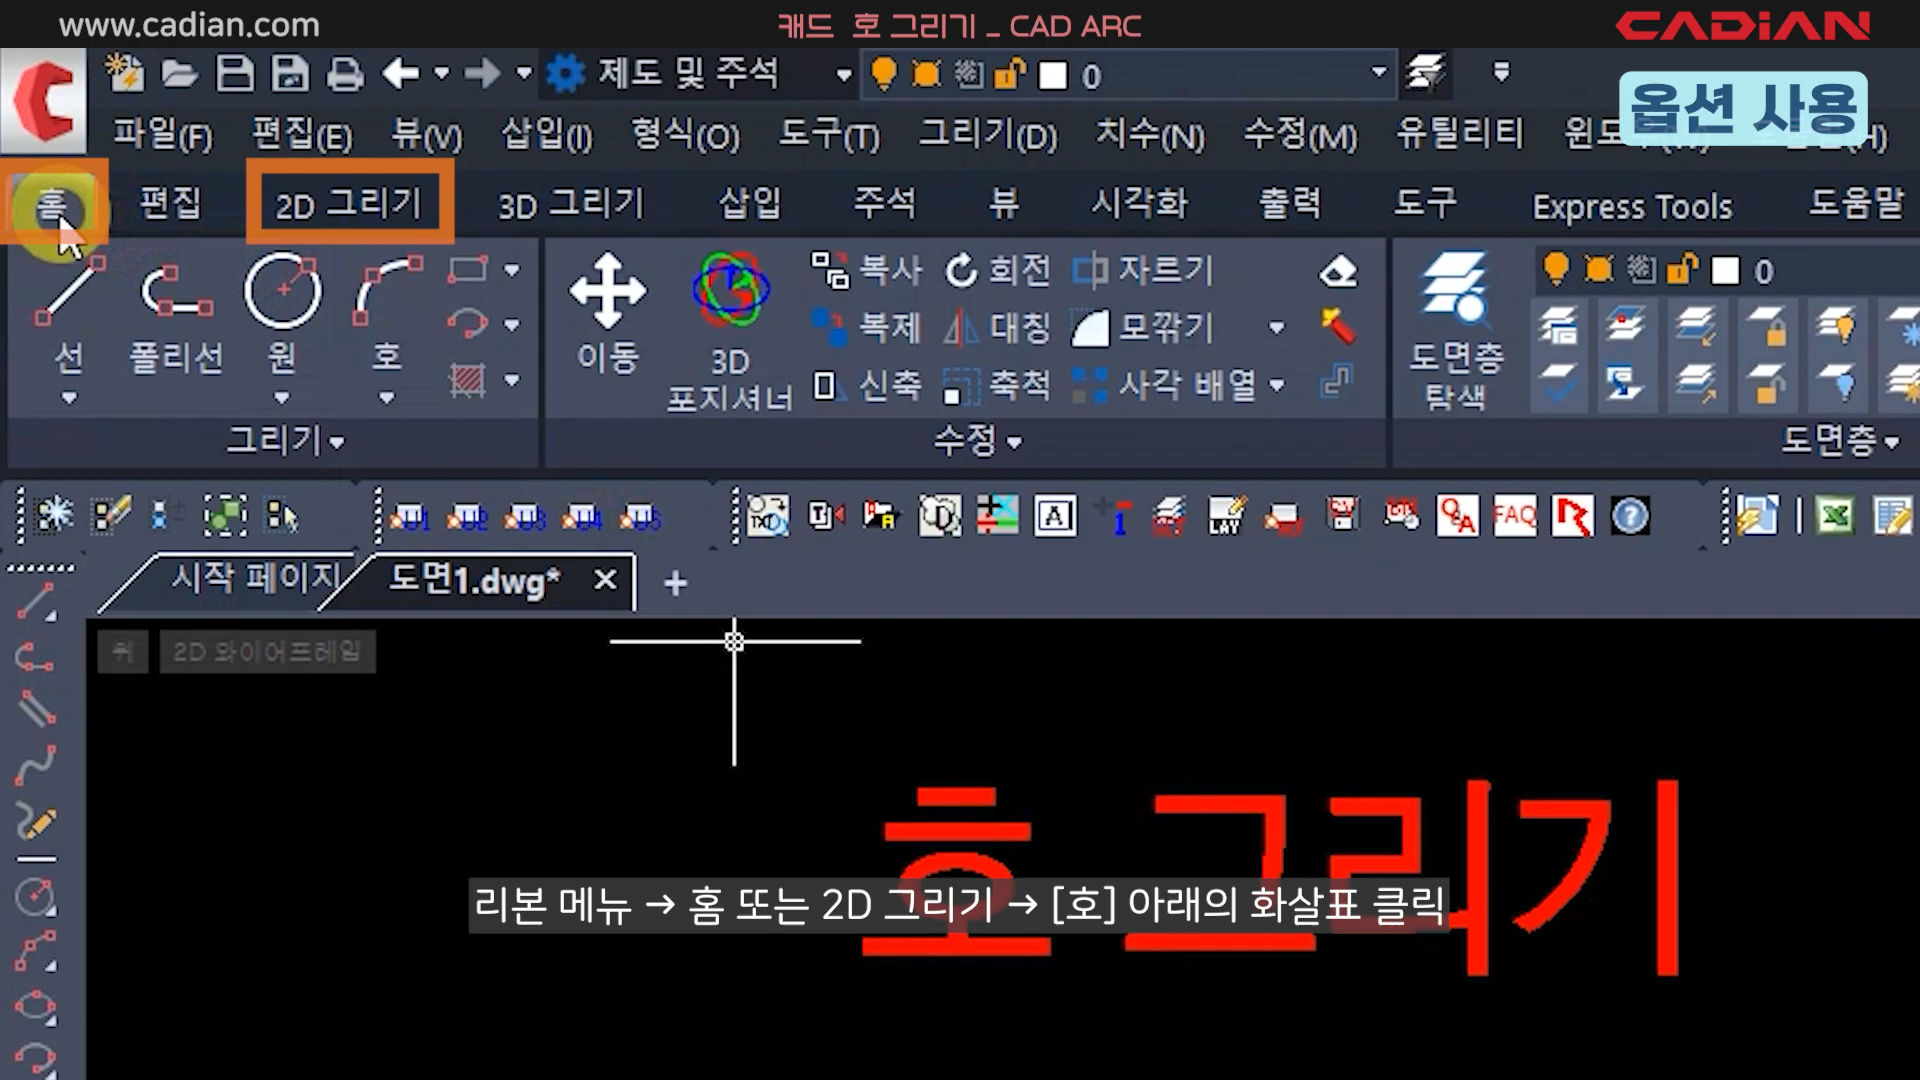 www.cadian.com
캐드 호 그리기 _ CAD ARC
CADiAN
제도 및 주석
0
옵션 사용
파일(F) 편집(E) 뷰(V) 삽입(I) 형식(O) 도구(T) 그리기(D) 치수(N) 수정(M) 유틸리티
홈 편집 2D 그리기 3D 그리기 삽입 주석 뷰 시각화 출력 도구 Express Tools 도움말
복사 회전 자르기
0
복제 대칭 모깎기
선 폴리선 원 호
이동
3D
포지셔너
신축 축척 사각 배열
도면층
탐색
그리기
수정
도면층
시작 페이지
도면1.dwg*
2D 와이어프레임
호 그리기
리본 메뉴 → 홈 또는 2D 그리기 → [호] 아래의 화살표 클릭